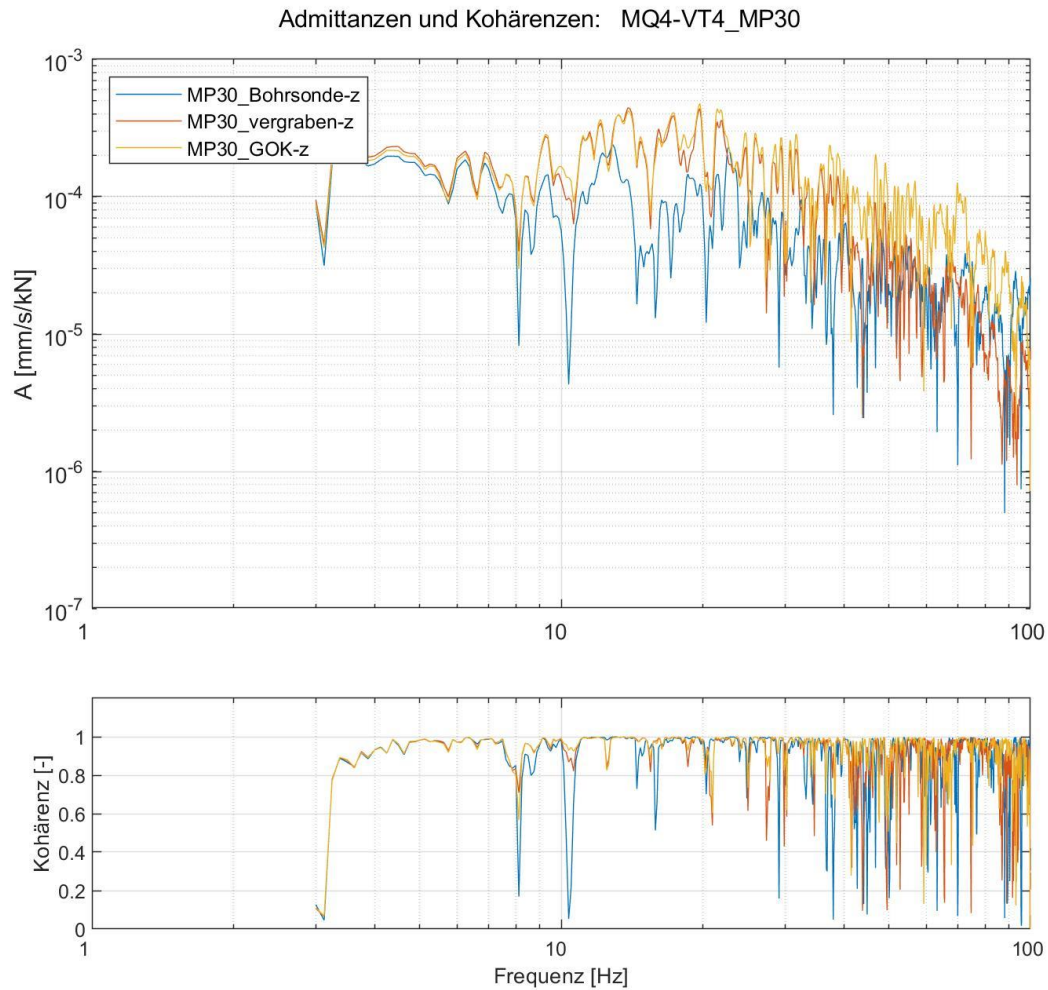 Admittanzen und Kohärenzen: MQ4-VT4_MP30
10-3
MP30_Bohrsonde-z
MP30_vergraben-z
MP30_GOK-z
10-4
10-5
10-6
10-7
A [mm/s/kN]
1 10 100
1
0.8
0.6
0.4
0.2
0
Kohärenz [-]
1 10 100
Frequenz [Hz]